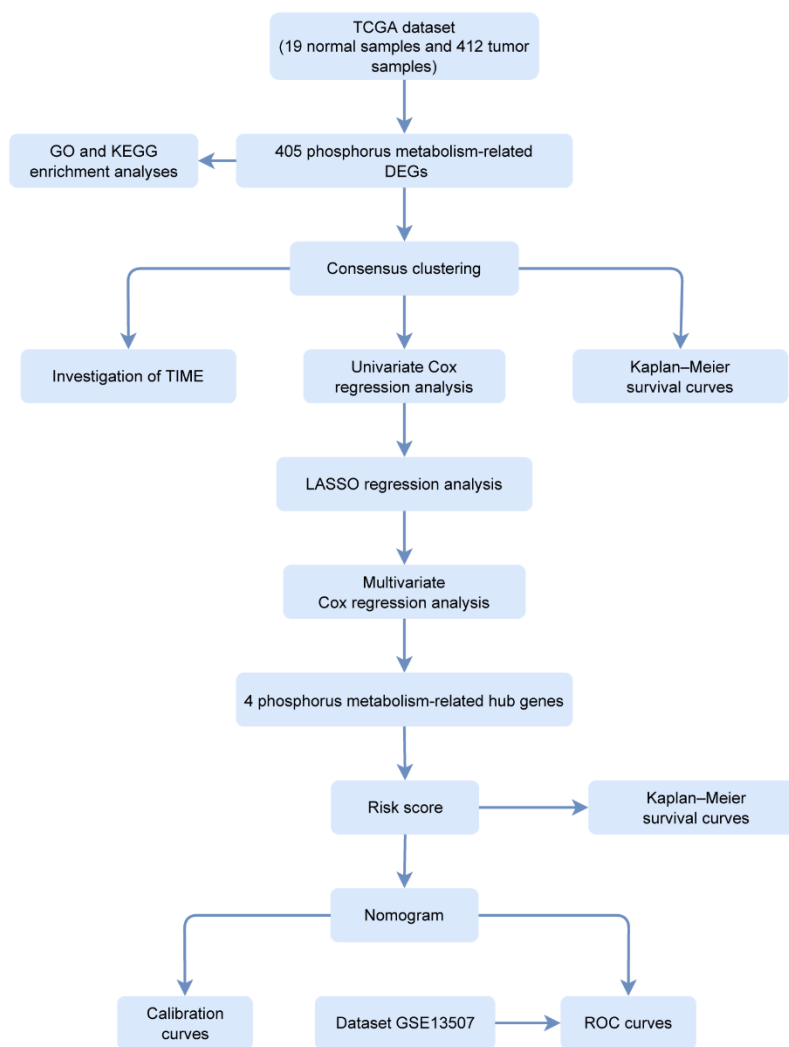 TCGA dataset
(19 normal samples and 412 tumor
samples)
GO and KEGG
enrichment analyses
405 phosphorus metabolism-related
DEGs
Consensus clustering
Investigation of TIME
Univariate Cox
regression analysis
Kaplan–Meier
survival curves
LASSO regression analysis
Multivariate
Cox regression analysis
4 phosphorus metabolism-related hub genes
Risk score
Kaplan–Meier
survival curves
Nomogram
Calibration
curves
Dataset GSE13507
ROC curves